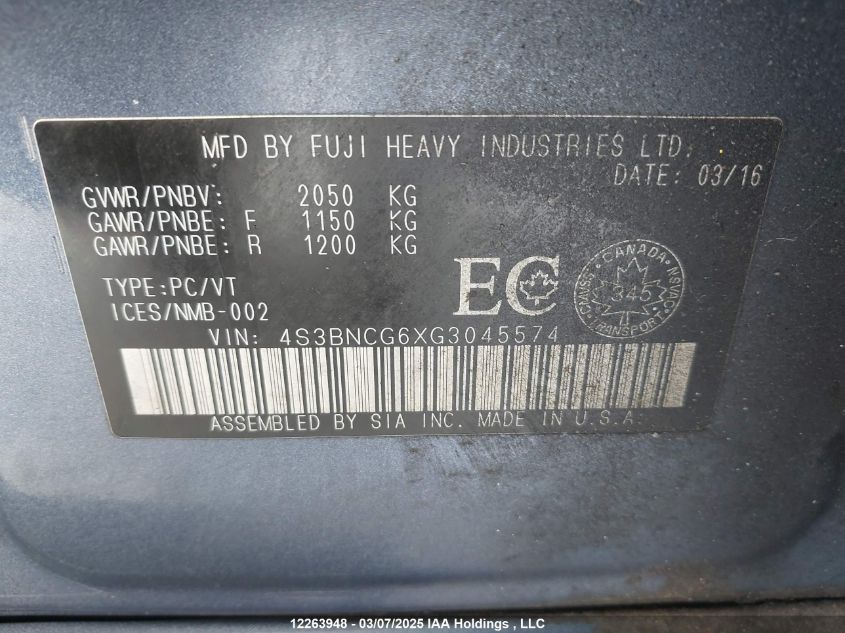 MFD BY FUJI HEAVY INDUSTRIES LTD.
DATE: 03/16
GVWR/PNBV: 2050 KG
GAWR/PNBE: F 1150 KG
GAWR/PNBE: R 1200 KG
TYPE:PC/VT
ICES/NMB-002
EC
CANADA
345
TRANSPORT
VIN: 4S3BNCG6XG3045574
ASSEMBLED BY SIA INC. MADE IN U.S.A.
12263948 - 03/07/2025 IAA Holdings , LLC